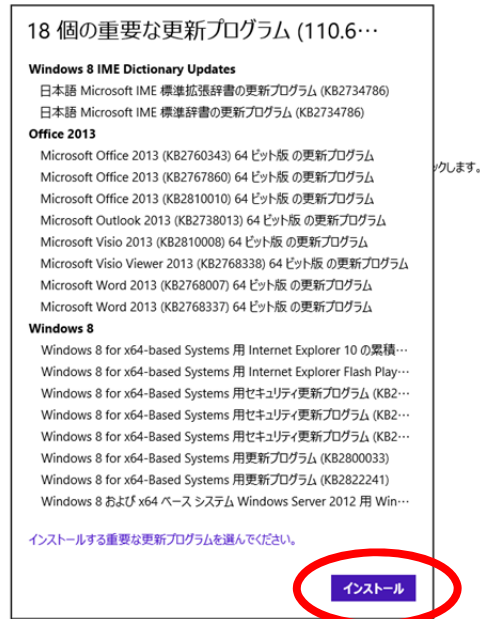 18 個の重要な更新プログラム (110.6…
Windows 8 IME Dictionary Updates
日本語 Microsoft IME 標準拡張辞書の更新プログラム (KB2734786)
日本語 Microsoft IME 標準辞書の更新プログラム (KB2734786)
Office 2013
Microsoft Office 2013 (KB2760343) 64 ビット版 の更新プログラム
Microsoft Office 2013 (KB2767860) 64 ビット版 の更新プログラム
Microsoft Office 2013 (KB2810010) 64 ビット版 の更新プログラム
ックします。
Microsoft Outlook 2013 (KB2738013) 64 ビット版 の更新プログラム
Microsoft Visio 2013 (KB2810008) 64 ビット版 の更新プログラム
Microsoft Visio Viewer 2013 (KB2768338) 64 ビット版 の更新プログラム
Microsoft Word 2013 (KB2768007) 64 ビット版 の更新プログラム
Microsoft Word 2013 (KB2768337) 64 ビット版 の更新プログラム
Windows 8
Windows 8 for x64-based Systems 用 Internet Explorer 10 の累積…
Windows 8 for x64-based Systems 用 Internet Explorer Flash Play…
Windows 8 for x64-Based Systems 用セキュリティ更新プログラム (KB2…
Windows 8 for x64-Based Systems 用セキュリティ更新プログラム (KB2…
Windows 8 for x64-Based Systems 用セキュリティ更新プログラム (KB2…
Windows 8 for x64-Based Systems 用更新プログラム (KB2800033)
Windows 8 for x64-Based Systems 用更新プログラム (KB2822241)
Windows 8 および x64 ベース システム Windows Server 2012 用 Win…
インストールする重要な更新プログラムを選んでください。
インストール